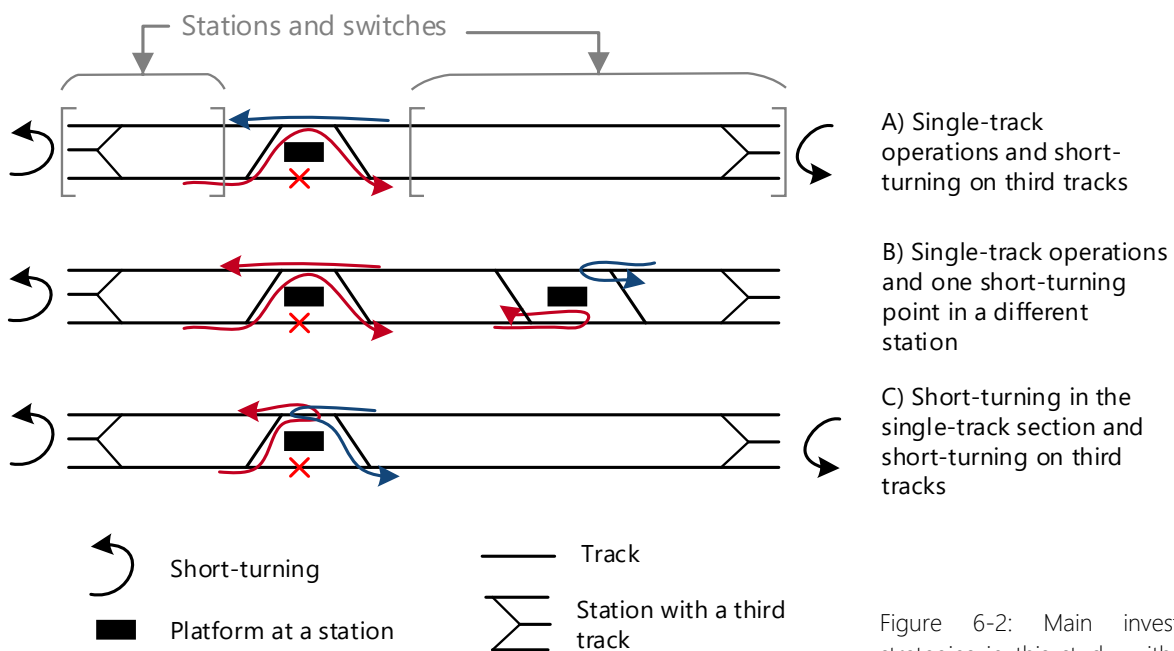 Stations and switches
A) Single-track
operations and short-
turning on third tracks
B) Single-track operations
and one short-turning
point in a different
station
C) Short-turning in the
single-track section and
short-turning on third
tracks
Short-turning
Track
Platform at a station
Station with a third
track
Figure 6-2: Main